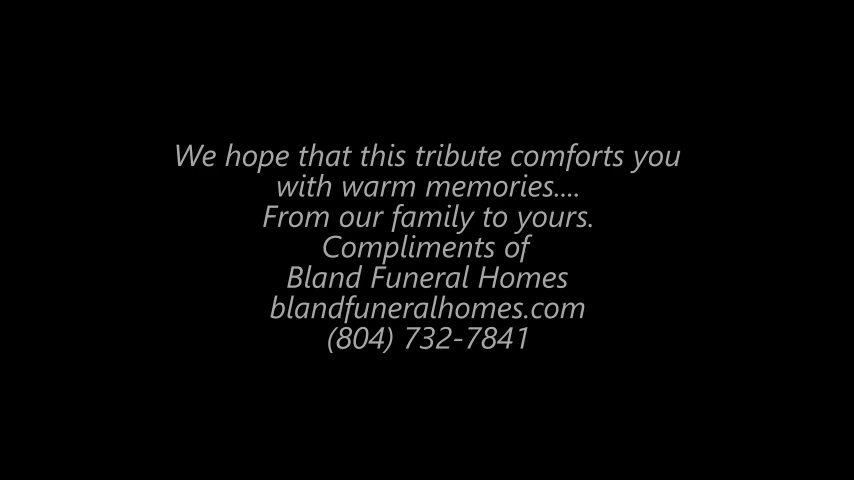 We hope that this tribute comforts you
with warm memories....
From our family to yours.
Compliments of
Bland Funeral Homes
blandfuneralhomes.com
(804) 732-7841